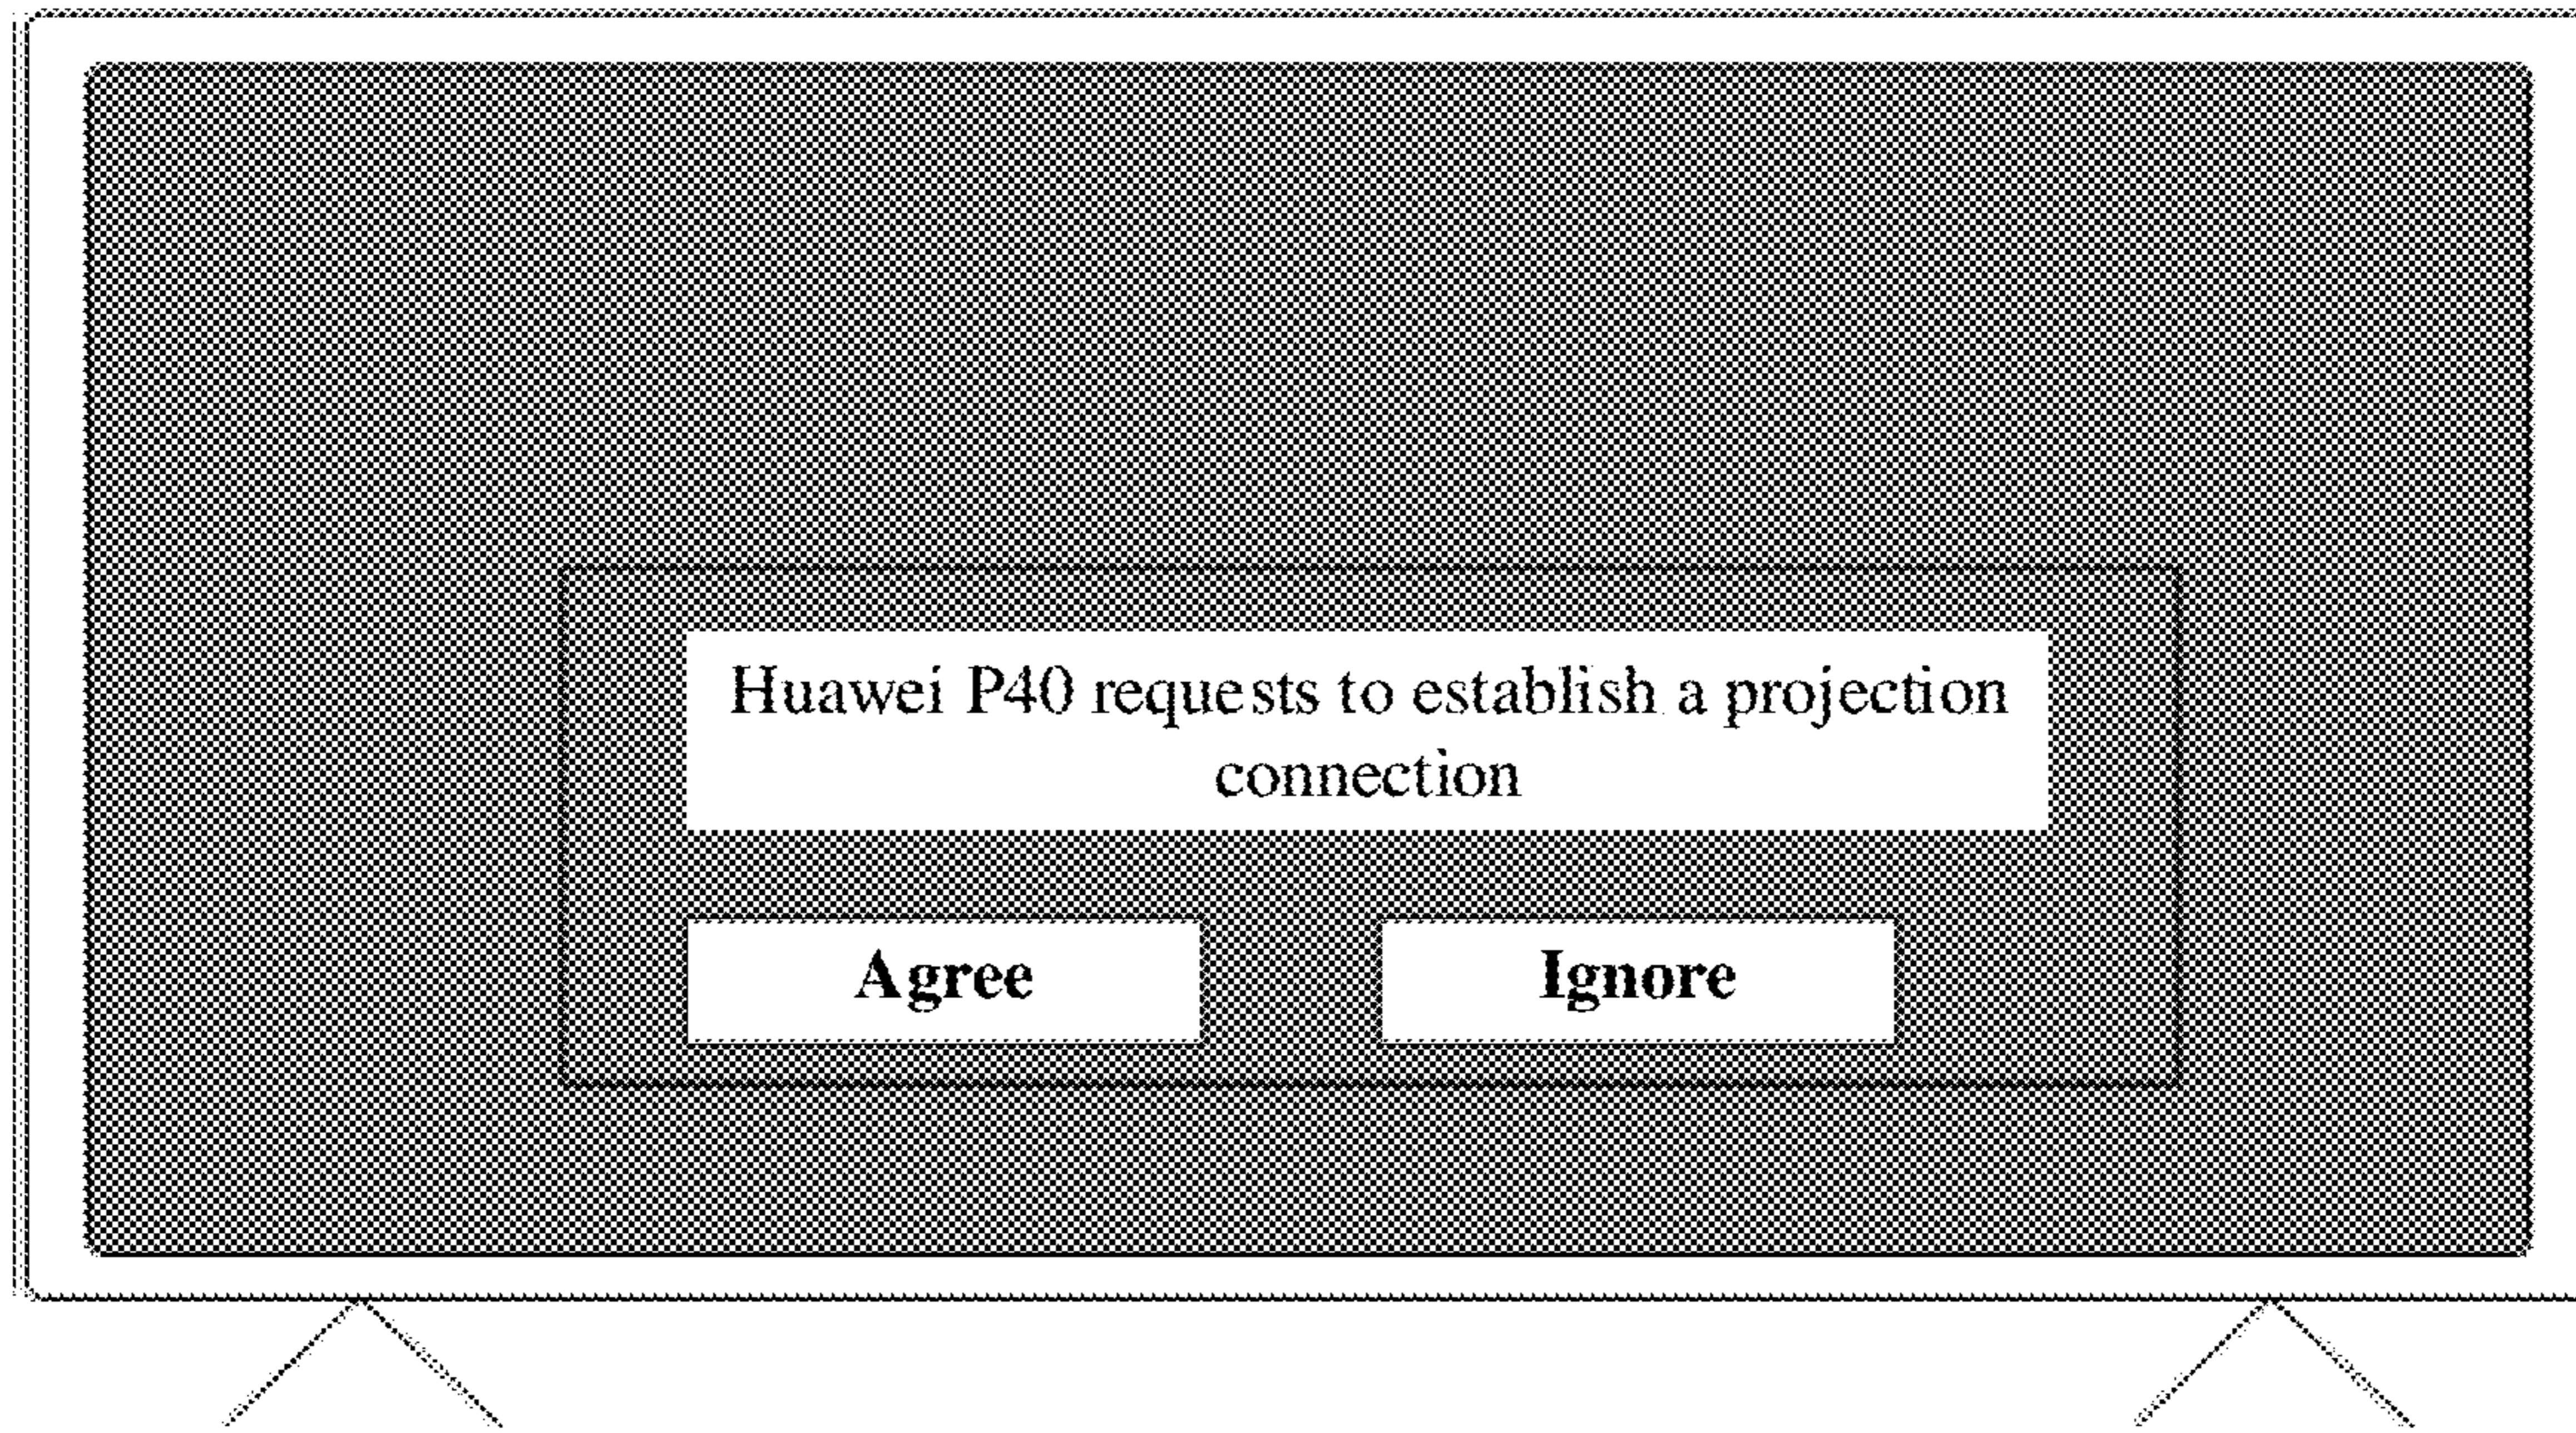 Huawei P40 requests to establish a projection
connection
Agree
Ignore